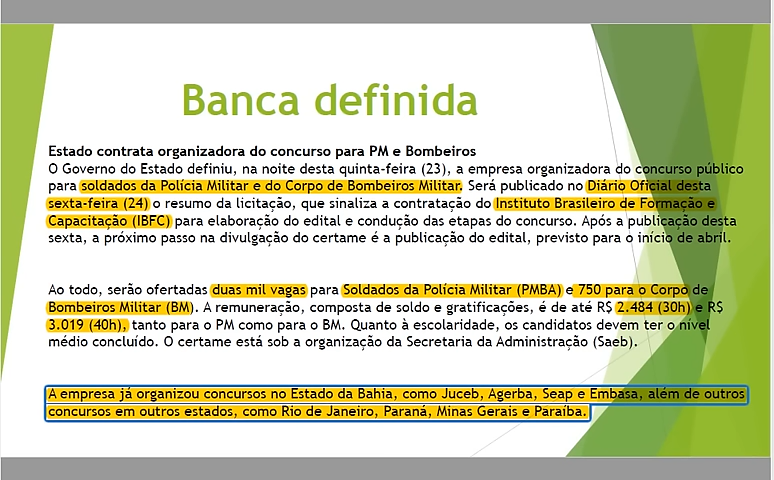 Banca definida
Estado contrata organizadora do concurso para PM e Bombeiros
O Governo do Estado definiu, na noite desta quinta-feira (23), a empresa organizadora do concurso público
para soldados da Polícia Militar e do Corpo de Bombeiros Militar. Será publicado no Diário Oficial desta
sexta-feira (24) o resumo da licitação, que sinaliza a contratação do Instituto Brasileiro de Formação e
Capacitação (IBFC) para elaboração do edital e condução das etapas do concurso. Após a publicação desta
sexta, a próximo passo na divulgação do certame é a publicação do edital, previsto para o início de abril.
Ao todo, serão ofertadas duas mil vagas para Soldados da Polícia Militar (PMBA) e 750 para o Corpo de
Bombeiros Militar (BM). A remuneração, composta de soldo e gratificações, é de até R$ 2.484 (30h) e R$
3.019 (40h), tanto para o PM como para o BM. Quanto à escolaridade, os candidatos devem ter o nível
médio concluído. O certame está sob a organização da Secretaria da Administração (Saeb).
A empresa já organizou concursos no Estado da Bahia, como Juceb, Agerba, Seap e Embasa, além de outros
concursos em outros estados, como Rio de Janeiro, Paraná, Minas Gerais e Paraíba.